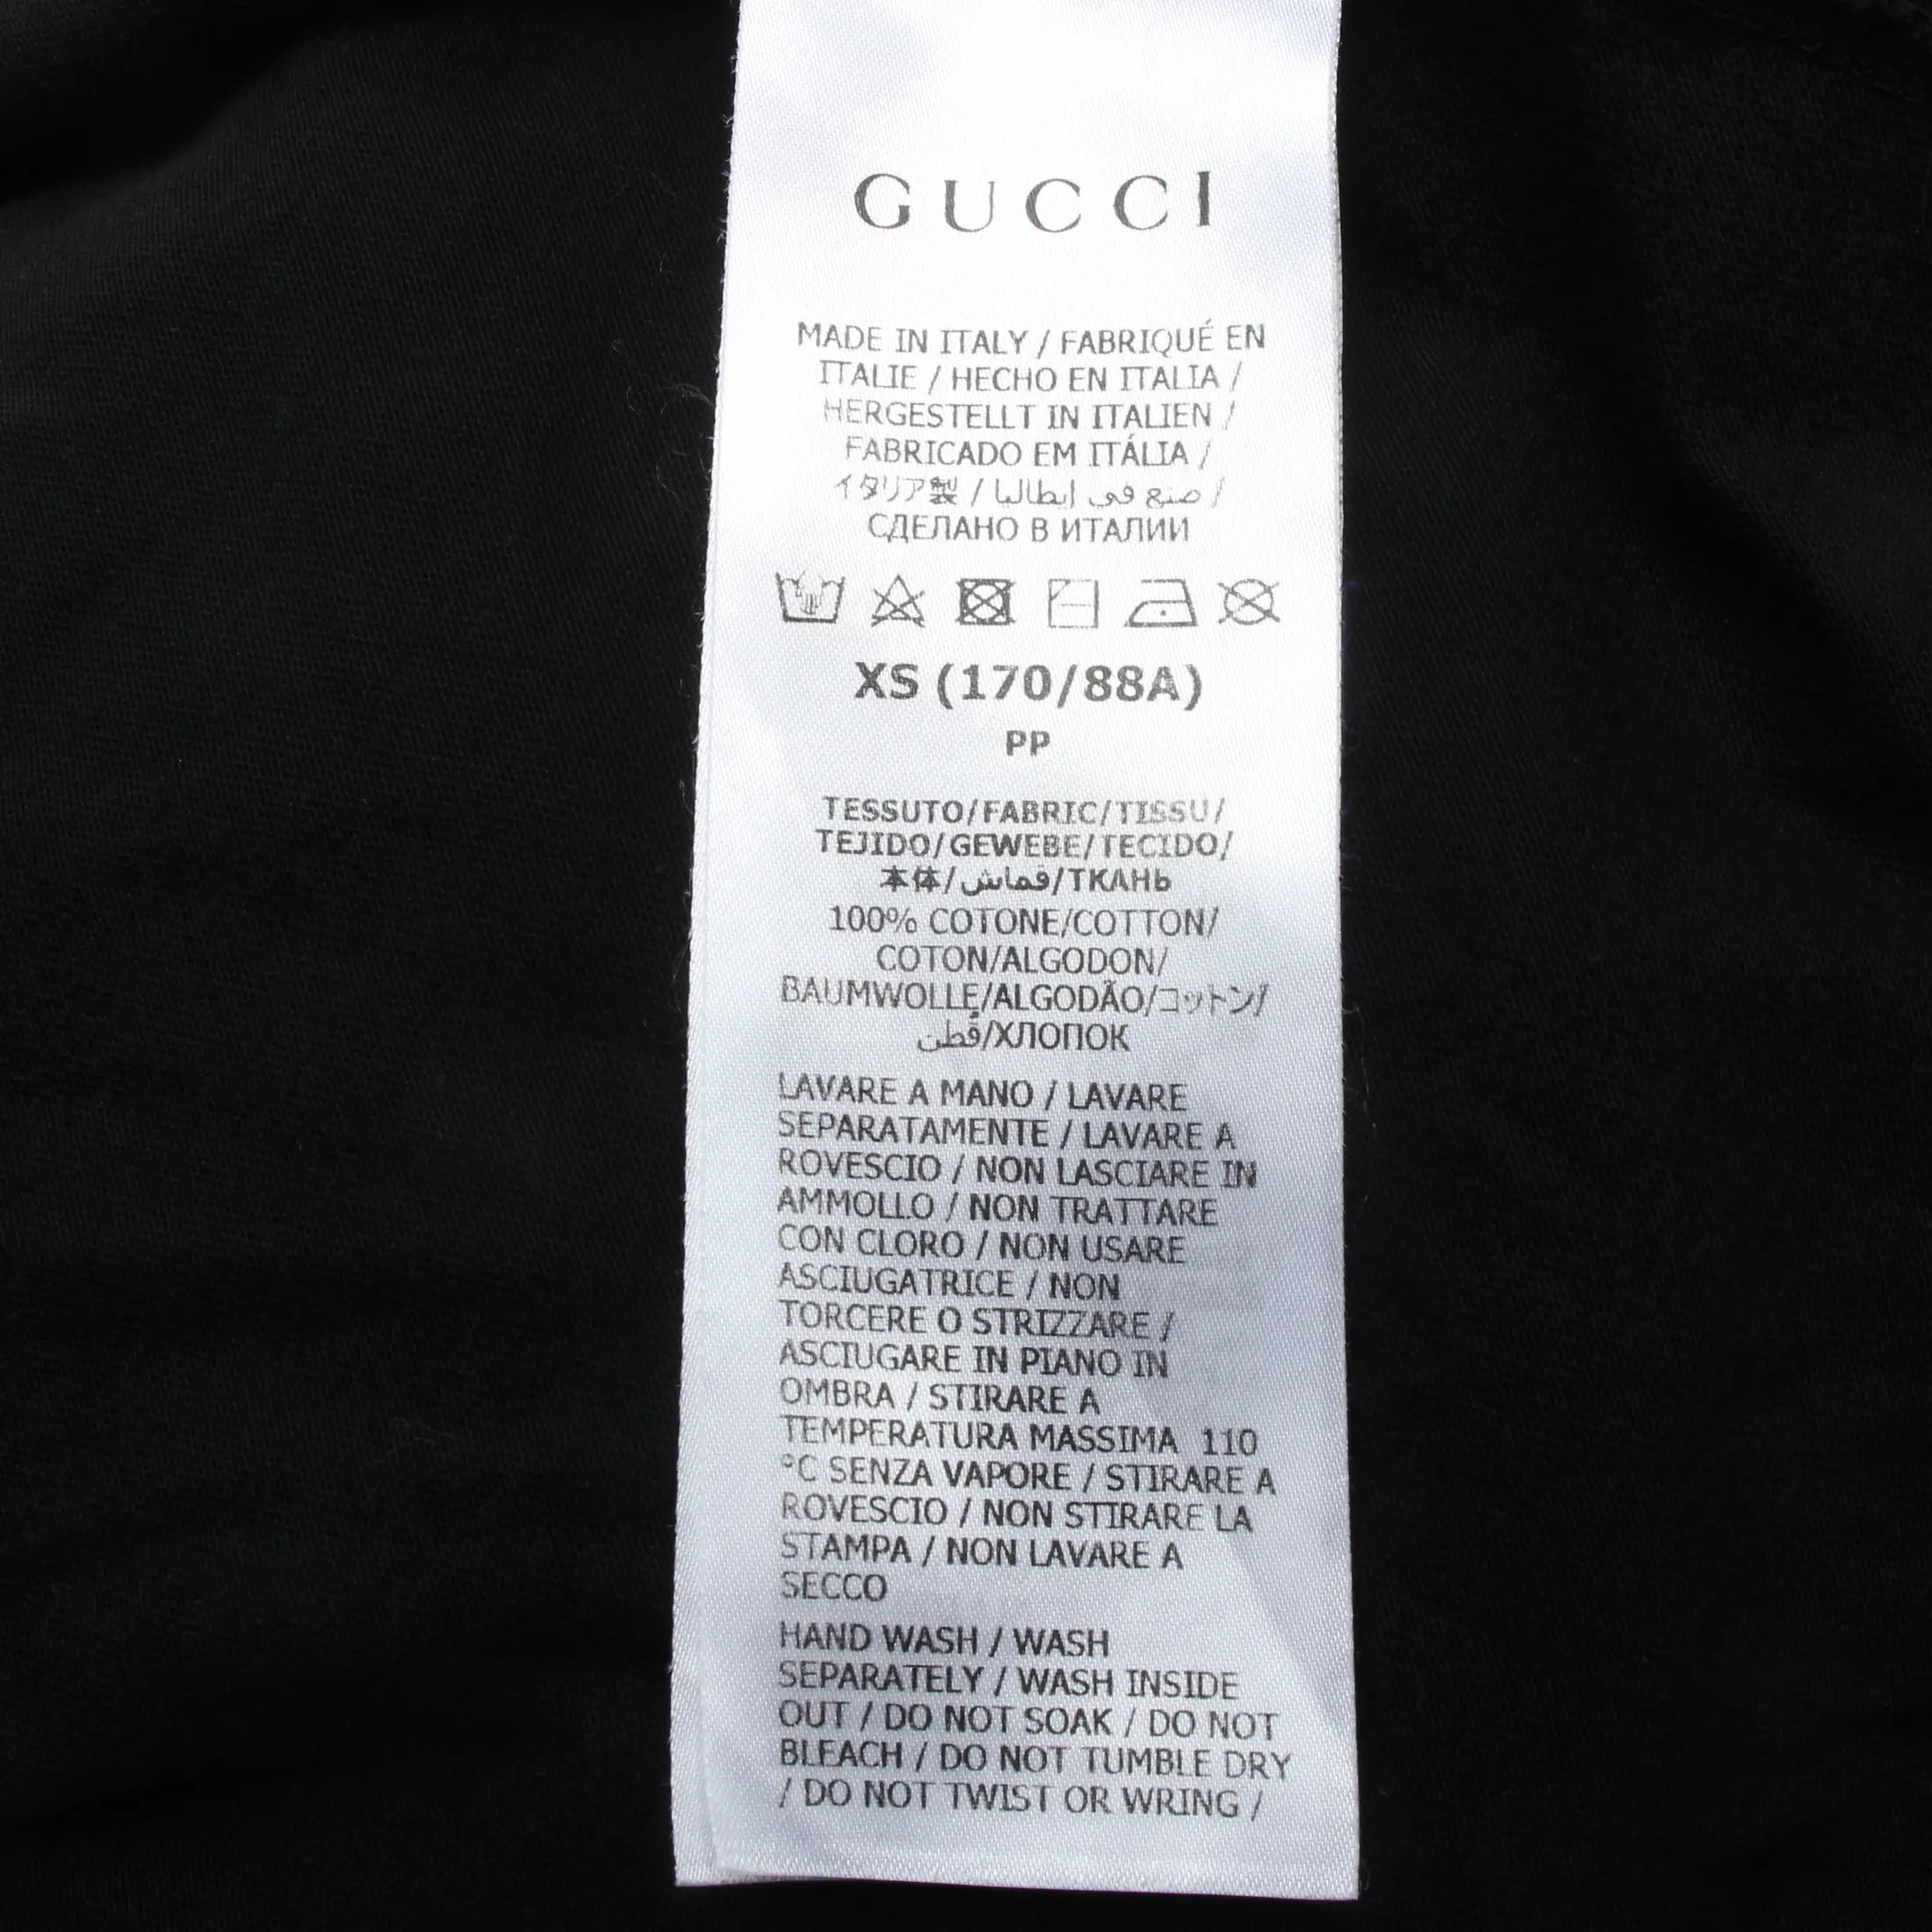 GUCCI
MADE IN ITALY / FABRIQUÉ EN
ITALIE / HECHO EN ITALIA /
HERGESTELLT IN ITALIEN /
FABRICADO EM ITÁLIA /
イタリア製 / صنع في إيطاليا /
СДЕЛАНО В ИТАЛИИ
XS (170/88A)
PP
TESSUTO/FABRIC/TISSU/
TEJIDO/GEWEBE/TECIDO/
本体/قماش/ТКАНЬ
100% COTONE/COTTON/
COTON/ALGODON/
BAUMWOLLE/ALGODÃO/コットン/
قُطن/ХЛОПОК
LAVARE A MANO / LAVARE
SEPARATAMENTE / LAVARE A
ROVESCIO / NON LASCIARE IN
AMMOLLO / NON TRATTARE
CON CLORO / NON USARE
ASCIUGATRICE / NON
TORCERE O STRIZZARE /
ASCIUGARE IN PIANO IN
OMBRA / STIRARE A
TEMPERATURA MASSIMA 110
°C SENZA VAPORE / STIRARE A
ROVESCIO / NON STIRARE LA
STAMPA / NON LAVARE A
SECCO
HAND WASH / WASH
SEPARATELY / WASH INSIDE
OUT / DO NOT SOAK / DO NOT
BLEACH / DO NOT TUMBLE DRY
/ DO NOT TWIST OR WRING /